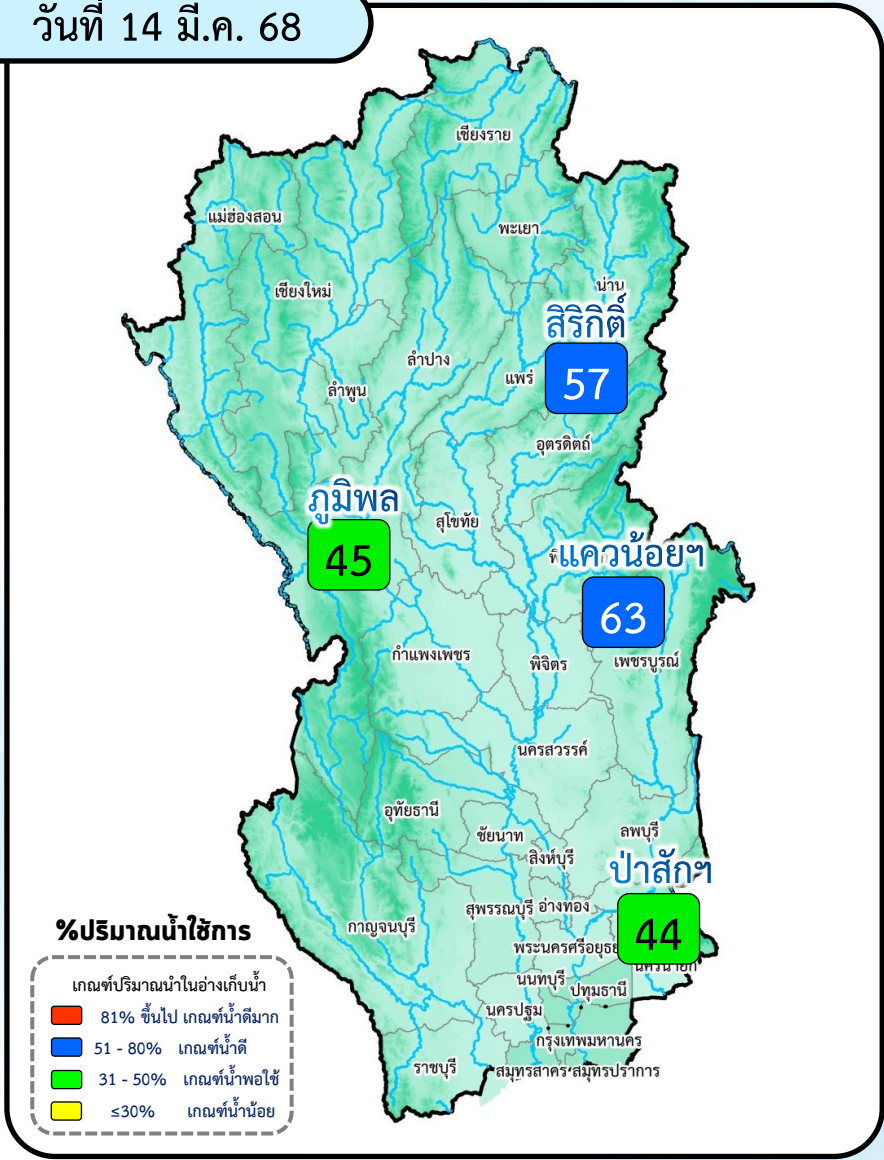 วันที่ 14 มี.ค. 68
เชียงราย
แม่ฮ่องสอน
พะเยา
น่าน
เชียงใหม่
สิริกิติ์
ลำปาง
แพร่
57
ลำพูน
อุตรดิตถ์
ภูมิพล
สุโขทัย
45
แควน้อยฯ
63
กำแพงเพชร
พิจิตร
เพชรบูรณ์
นครสวรรค์
อุทัยธานี
ชัยนาท
ลพบุรี
สิงห์บุรี
ป่าสักฯ
สุพรรณบุรี
อ่างทอง
44
กาญจนบุรี
พระนครศรีอยุธย
นครนายก
นนทบุรี
ปทุมธานี
นครปฐม
กรุงเทพมหานคร
ราชบุรี
สมุทรสาคร
สมุทรปราการ
%ปริมาณน้ำใช้การ
เกณฑ์ปริมาณน้ำในอ่างเก็บน้ำ
81% ขึ้นไป เกณฑ์น้ำดีมาก
51 - 80% เกณฑ์น้ำดี
31 - 50% เกณฑ์น้ำพอใช้
≤30% เกณฑ์น้ำน้อย